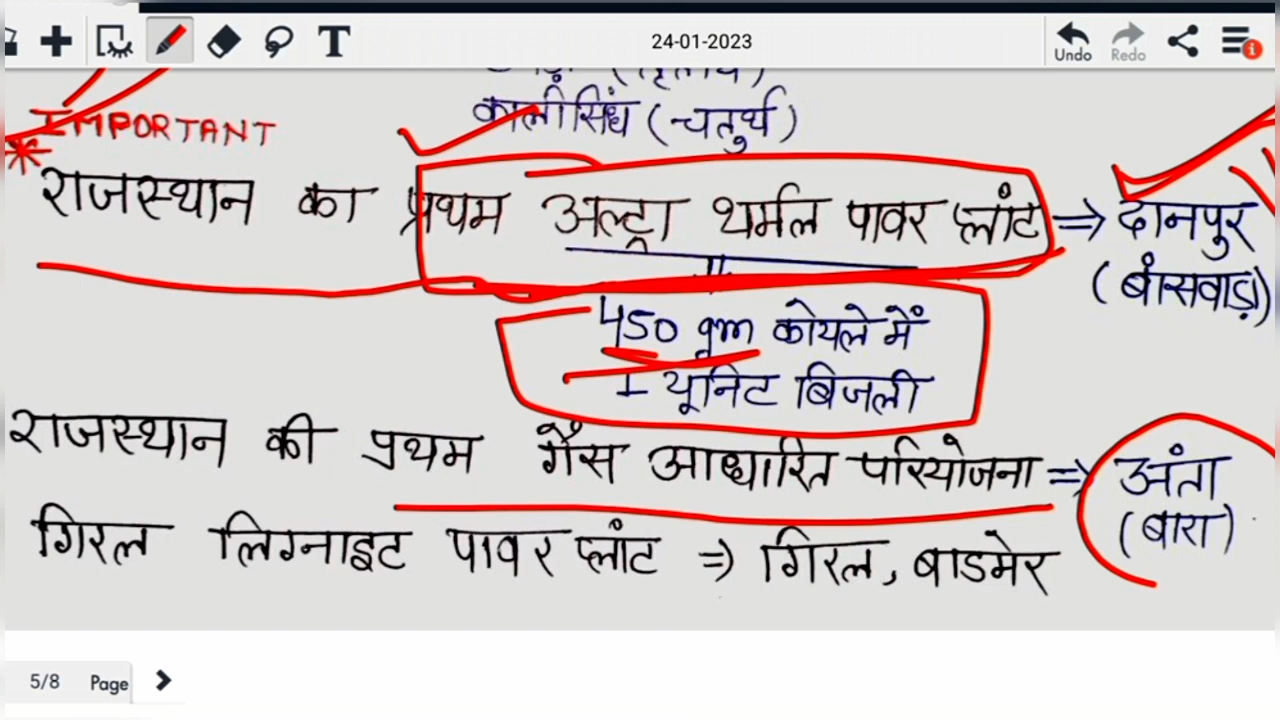 T
24-01-2023
Undo
Redo
कालीसिंध (चतुर्थ)
IMPORTANT
राजस्थान का प्रथम अल्ट्रा थर्मल पावर प्लांट ⇒ दानपुर
(बांसवाड़ा)
450 gm कोयले में
1 यूनिट बिजली
राजस्थान की प्रथम गैस आधारित परियोजना ⇒ अंता
(बारा)
गिरल लिग्नाइट पावर प्लांट ⇒ गिरल, बाडमेर
5/8 Page